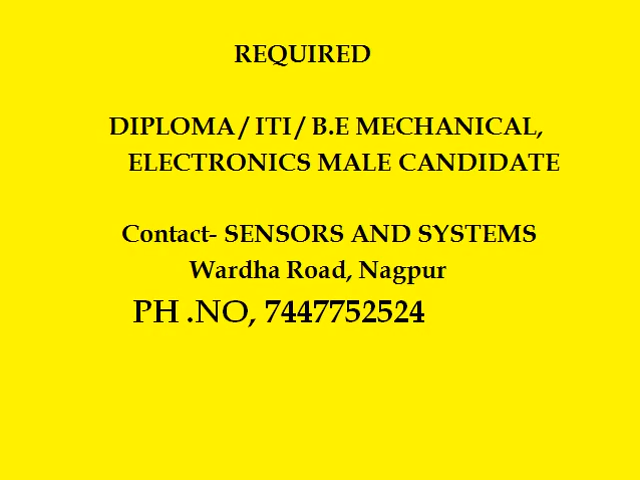 REQUIRED
DIPLOMA / ITI / B.E MECHANICAL,
ELECTRONICS MALE CANDIDATE
Contact- SENSORS AND SYSTEMS
Wardha Road, Nagpur
PH .NO, 7447752524